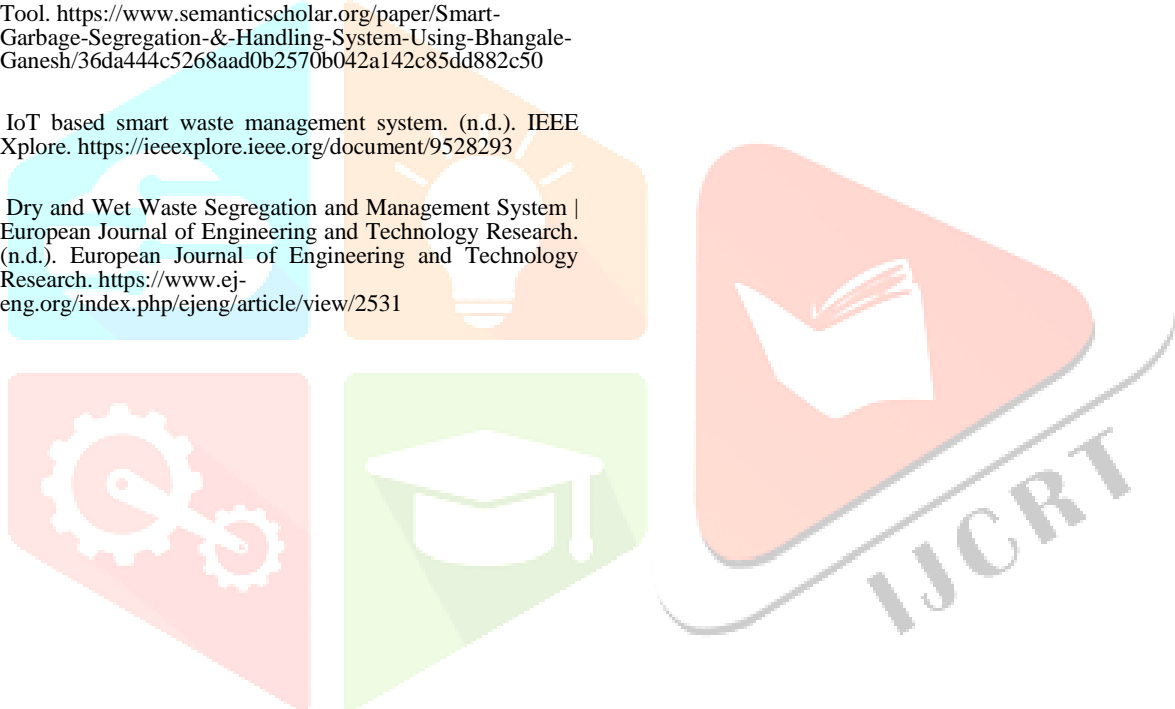 Tool. https://www.semanticscholar.org/paper/Smart-
Garbage-Segregation-&-Handling-System-Using-Bhangale-
Ganesh/36da444c5268aad0b2570b042a142c85dd882c50
IoT based smart waste management system. (n.d.). IEEE
Xplore. https://ieeexplore.ieee.org/document/9528293
Dry and Wet Waste Segregation and Management System |
European Journal of Engineering and Technology Research.
(n.d.). European Journal of Engineering and Technology
Research. https://www.ej-
eng.org/index.php/ejeng/article/view/2531
IJCRT